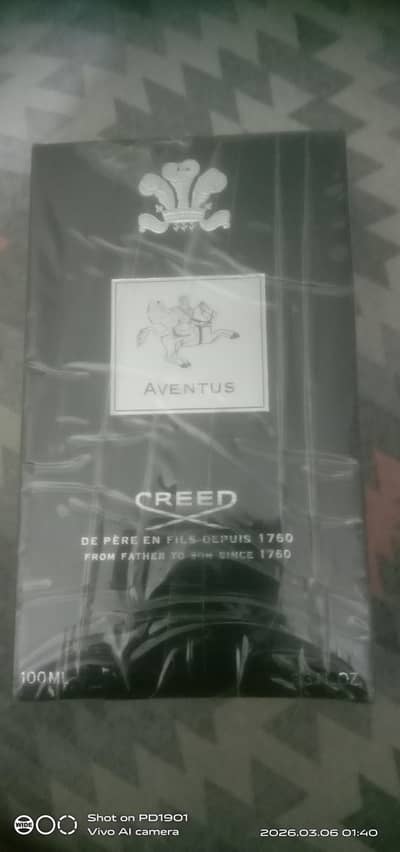 AVENTUS
CREED
DE PÈRE EN FILS DEPUIS 1760
FROM FATHER TO SON SINCE 1760
100ML
OZ
WIDE
Shot on PD1901
Vivo AI camera
2026.03.06 01:40